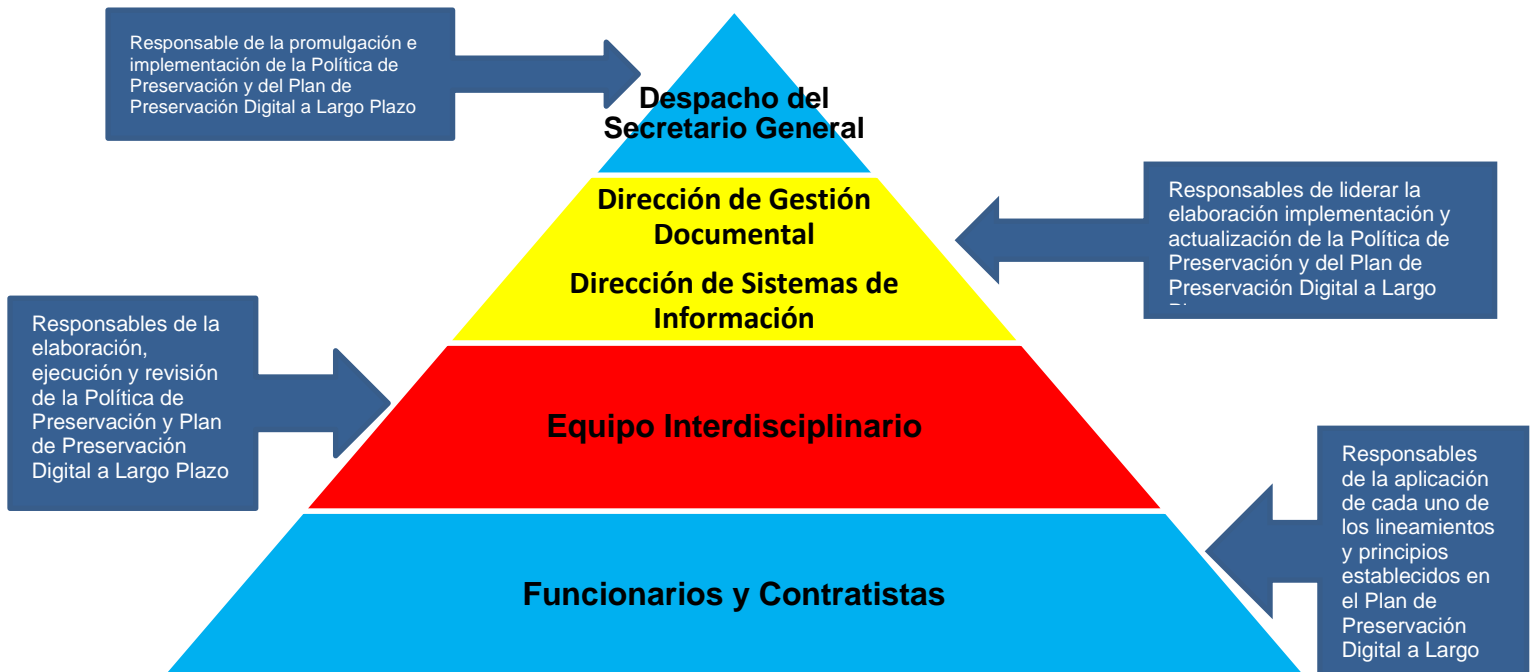 Responsable de la promulgación e
implementación de la Política de
Preservación y del Plan de
Preservación Digital a Largo Plazo
Despacho del
Secretario General
Dirección de Gestión
Documental
Dirección de Sistemas de
Información
Responsables de liderar la
elaboración implementación y
actualización de la Política de
Preservación y del Plan de
Preservación Digital a Largo
Responsables de la
elaboración,
ejecución y revisión
de la Política de
Preservación y Plan
de Preservación
Digital a Largo Plazo
Equipo Interdisciplinario
Responsables
de la aplicación
de cada uno de
los lineamientos
y principios
establecidos en
el Plan de
Preservación
Digital a Largo
Funcionarios y Contratistas